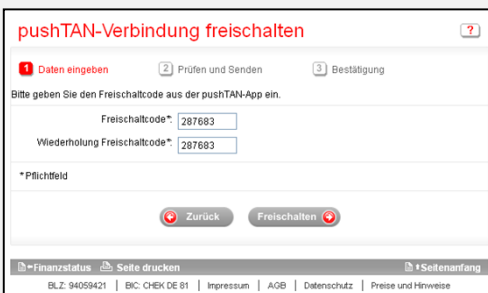 pushTAN-Verbindung freischalten ?
1 Daten eingeben 2 Prüfen und Senden 3 Bestätigung
Bitte geben Sie den Freischaltcode aus der pushTAN-App ein.
Freischaltcode*: 287683
Wiederholung Freischaltcode*: 287683
* Pflichtfeld
Zurück Freischalten
Finanzstatus Seite drucken Seitenanfang
BLZ: 94059421 | BIC: CHEK DE 81 | Impressum | AGB | Datenschutz | Preise und Hinweise